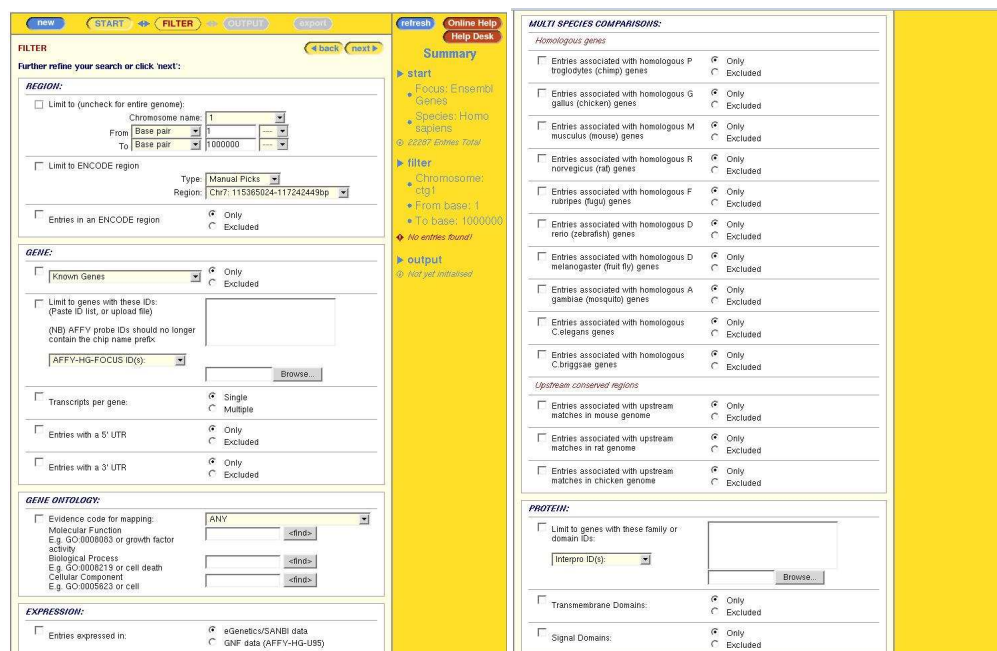 new START FILTER OUTPUT export
FILTER
back next
Further refine your search or click 'next':
REGION:
Limit to (uncheck for entire genome):
Chromosome name: 1
From Base pair 1 ----
To Base pair 1000000 ----
Limit to ENCODE region
Type: Manual Picks
Region: Chr7: 115365024-117242449bp
Entries in an ENCODE region
Only
Excluded
GENE:
Known Genes
Only
Excluded
Limit to genes with these IDs:
(Paste ID list, or upload file)
(NB) AFFY probe IDs should no longer
contain the chip name prefix
AFFY-HG-FOCUS ID(s):
Browse...
Transcripts per gene:
Single
Multiple
Entries with a 5' UTR
Only
Excluded
Entries with a 3' UTR
Only
Excluded
GENE ONTOLOGY:
Evidence code for mapping: ANY
Molecular Function
E.g. GO:0008083 or growth factor
activity
<find>
Biological Process
E.g. GO:0008219 or cell death
<find>
Cellular Component
E.g. GO:0005623 or cell
<find>
EXPRESSION:
Entries expressed in:
eGenetics/SANBI data
GNF data (AFFY-HG-U95)
refresh Online Help
Help Desk
Summary
start
Focus: Ensembl
Genes
Species: Homo
sapiens
22287 Entries Total
filter
Chromosome:
ctg1
From base: 1
To base: 1000000
No entries found!
output
Not yet initialised
MULTI SPECIES COMPARISONS:
Homologous genes
Entries associated with homologous P
troglodytes (chimp) genes
Only
Excluded
Entries associated with homologous G
gallus (chicken) genes
Only
Excluded
Entries associated with homologous M
musculus (mouse) genes
Only
Excluded
Entries associated with homologous R
norvegicus (rat) genes
Only
Excluded
Entries associated with homologous F
rubripes (fugu) genes
Only
Excluded
Entries associated with homologous D
rerio (zebrafish) genes
Only
Excluded
Entries associated with homologous D
melanogaster (fruit fly) genes
Only
Excluded
Entries associated with homologous A
gambiae (mosquito) genes
Only
Excluded
Entries associated with homologous
C.elegans genes
Only
Excluded
Entries associated with homologous
C.briggsae genes
Only
Excluded
Upstream conserved regions
Entries associated with upstream
matches in mouse genome
Only
Excluded
Entries associated with upstream
matches in rat genome
Only
Excluded
Entries associated with upstream
matches in chicken genome
Only
Excluded
PROTEIN:
Limit to genes with these family or
domain IDs:
Interpro ID(s):
Browse...
Transmembrane Domains:
Only
Excluded
Signal Domains:
Only
Excluded